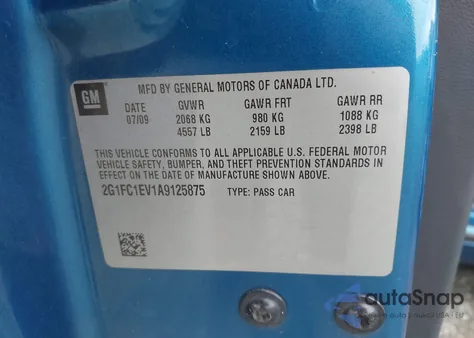 GM
MFD BY GENERAL MOTORS OF CANADA LTD.
DATE GVWR GAWR FRT GAWR RR
07/09 2068 KG 980 KG 1088 KG
4557 LB 2159 LB 2398 LB
THIS VEHICLE CONFORMS TO ALL APPLICABLE U.S. FEDERAL MOTOR
VEHICLE SAFETY, BUMPER, AND THEFT PREVENTION STANDARDS IN
EFFECT ON THE DATE OF MANUFACTURE SHOWN ABOVE.
2G1FC1EV1A9125875 TYPE: PASS CAR
autoSnap